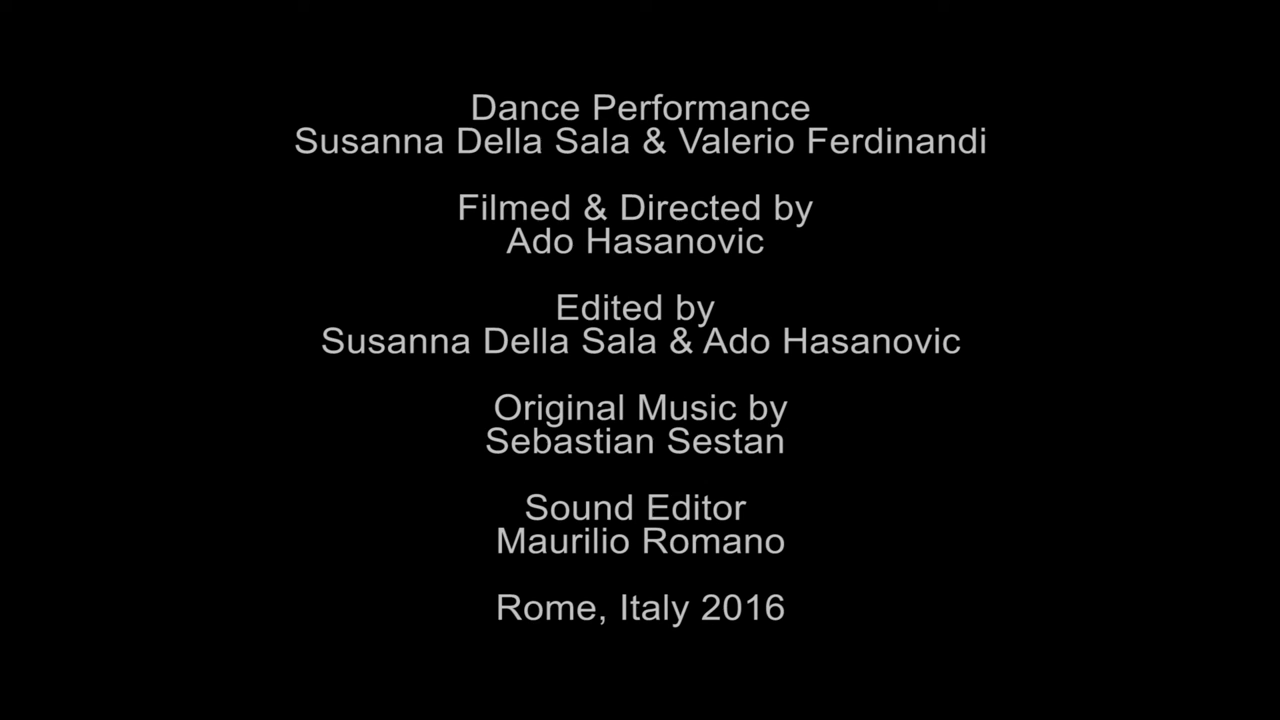 Dance Performance
Susanna Della Sala & Valerio Ferdinandi
Filmed & Directed by
Ado Hasanovic
Edited by
Susanna Della Sala & Ado Hasanovic
Original Music by
Sebastian Sestan
Sound Editor
Maurilio Romano
Rome, Italy 2016